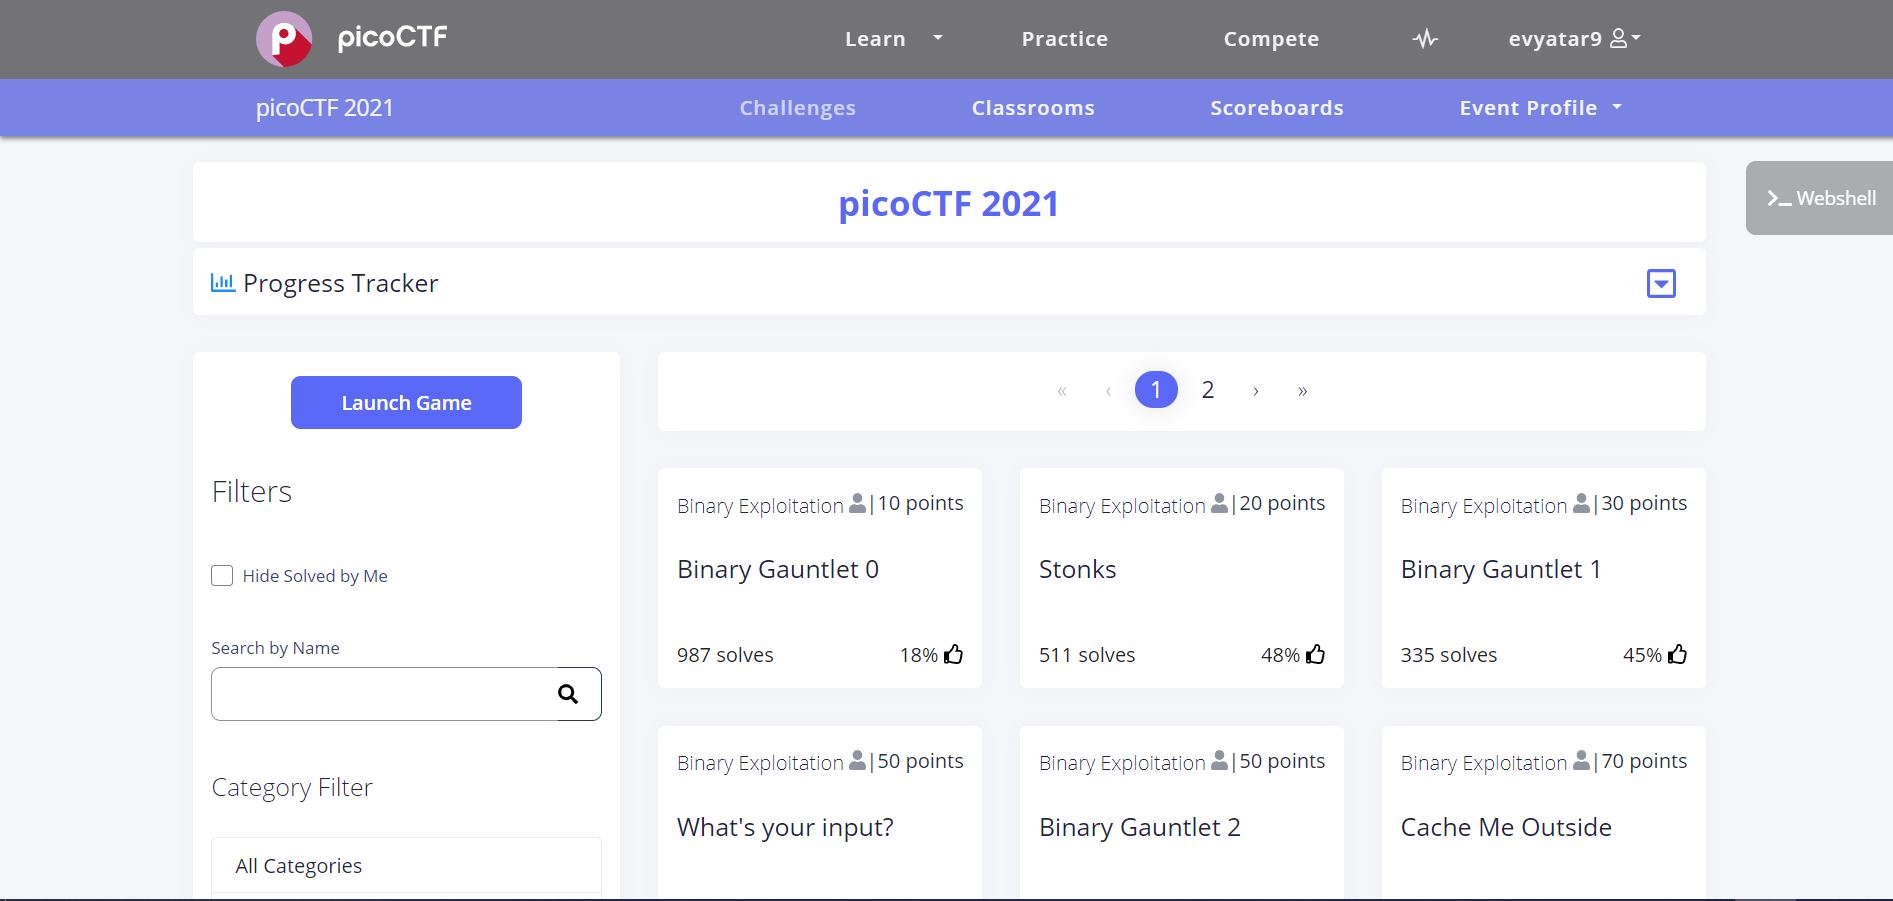 picoCTF Learn Practice Compete evyatar9
picoCTF 2021 Challenges Classrooms Scoreboards Event Profile
picoCTF 2021
>_ Webshell
Progress Tracker
Launch Game
Filters
Hide Solved by Me
Search by Name
Category Filter
All Categories
« ‹ 1 2 › »
Binary Exploitation |10 points
Binary Gauntlet 0
987 solves 18%
Binary Exploitation |20 points
Stonks
511 solves 48%
Binary Exploitation |30 points
Binary Gauntlet 1
335 solves 45%
Binary Exploitation |50 points
What's your input?
Binary Exploitation |50 points
Binary Gauntlet 2
Binary Exploitation |70 points
Cache Me Outside